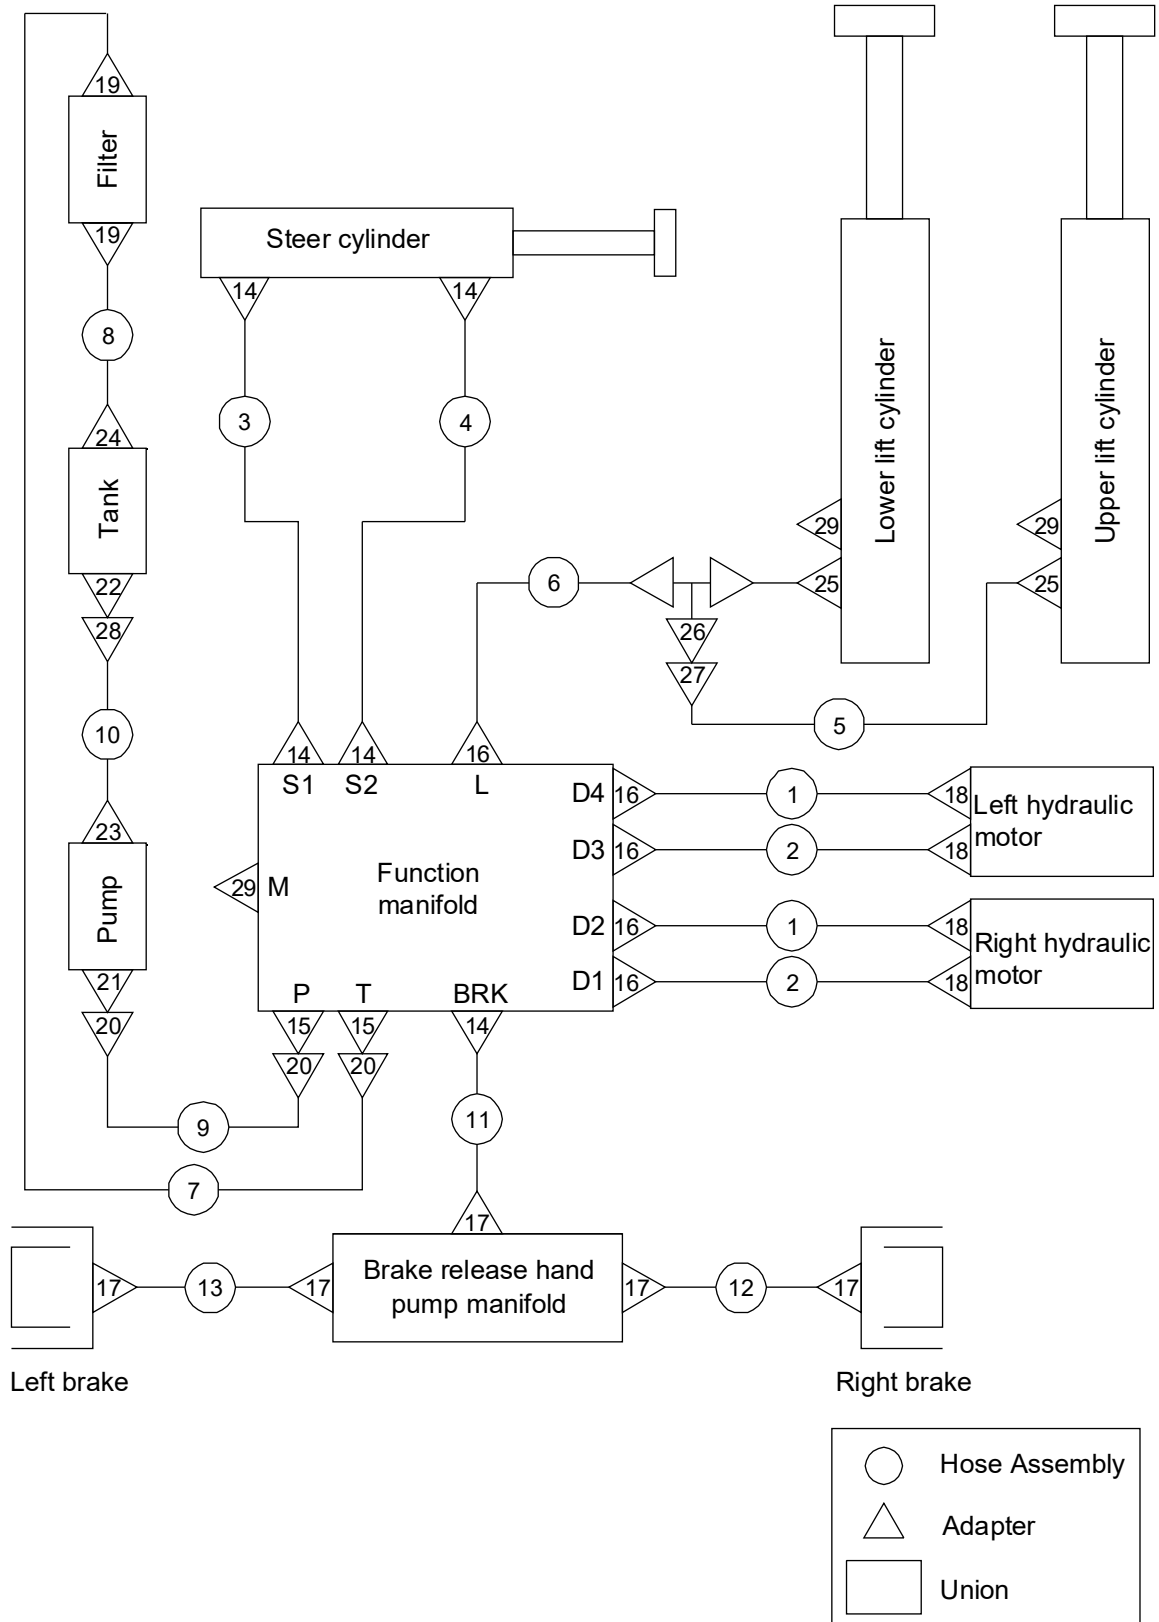 19
Filter
19
8
24
Tank
22
28
10
23
Pump
21
20
9
7
Steer cylinder
14
14
3
4
Lower lift cylinder
29
25
Upper lift cylinder
29
25
6
26
27
5
14
14
16
S1
S2
L
D4
16
1
18
Left hydraulic
motor
D3
16
2
18
29
M
Function
manifold
D2
16
1
18
Right hydraulic
motor
D1
16
2
18
P
T
BRK
15
15
14
20
20
11
17
17
13
17
Brake release hand
pump manifold
17
12
17
Left brake
Right brake
Hose Assembly
Adapter
Union